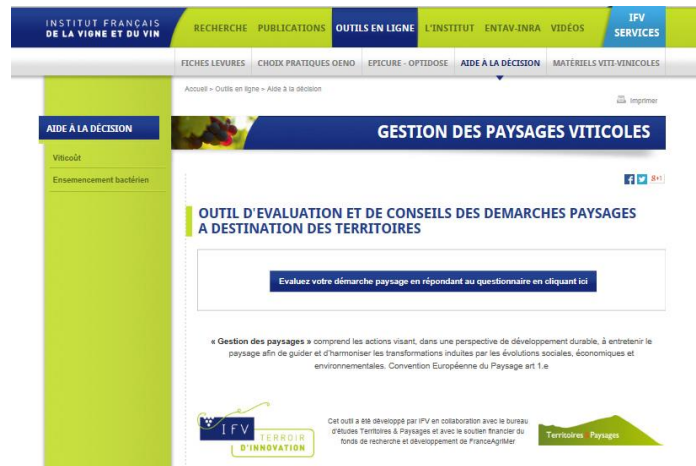 INSTITUT FRANÇAIS
DE LA VIGNE ET DU VIN
RECHERCHE PUBLICATIONS OUTILS EN LIGNE L'INSTITUT ENTAV-INRA VIDÉOS
IFV
SERVICES
FICHES LEVURES CHOIX PRATIQUES OENO EPICURE - OPTIDOSE AIDE À LA DÉCISION MATÉRIELS VITI-VINICOLES
Accueil » Outils en ligne » Aide à la décision
Imprimer
AIDE À LA DÉCISION
GESTION DES PAYSAGES VITICOLES
Viticoût
Ensemencement bactérien
OUTIL D'EVALUATION ET DE CONSEILS DES DEMARCHES PAYSAGES
A DESTINATION DES TERRITOIRES
Evaluez votre démarche paysage en répondant au questionnaire en cliquant ici
« Gestion des paysages » comprend les actions visant, dans une perspective de développement durable, à entretenir le
paysage afin de guider et d'harmoniser les transformations induites par les évolutions sociales, économiques et
environnementales. Convention Européenne du Paysage art 1.e
IFV
TERROIR
D'INNOVATION
Cet outil a été développé par IFV en collaboration avec le bureau
d'études Territoires & Paysages et avec le soutien financier du
fonds de recherche et développement de FranceAgriMer
Territoires Paysages